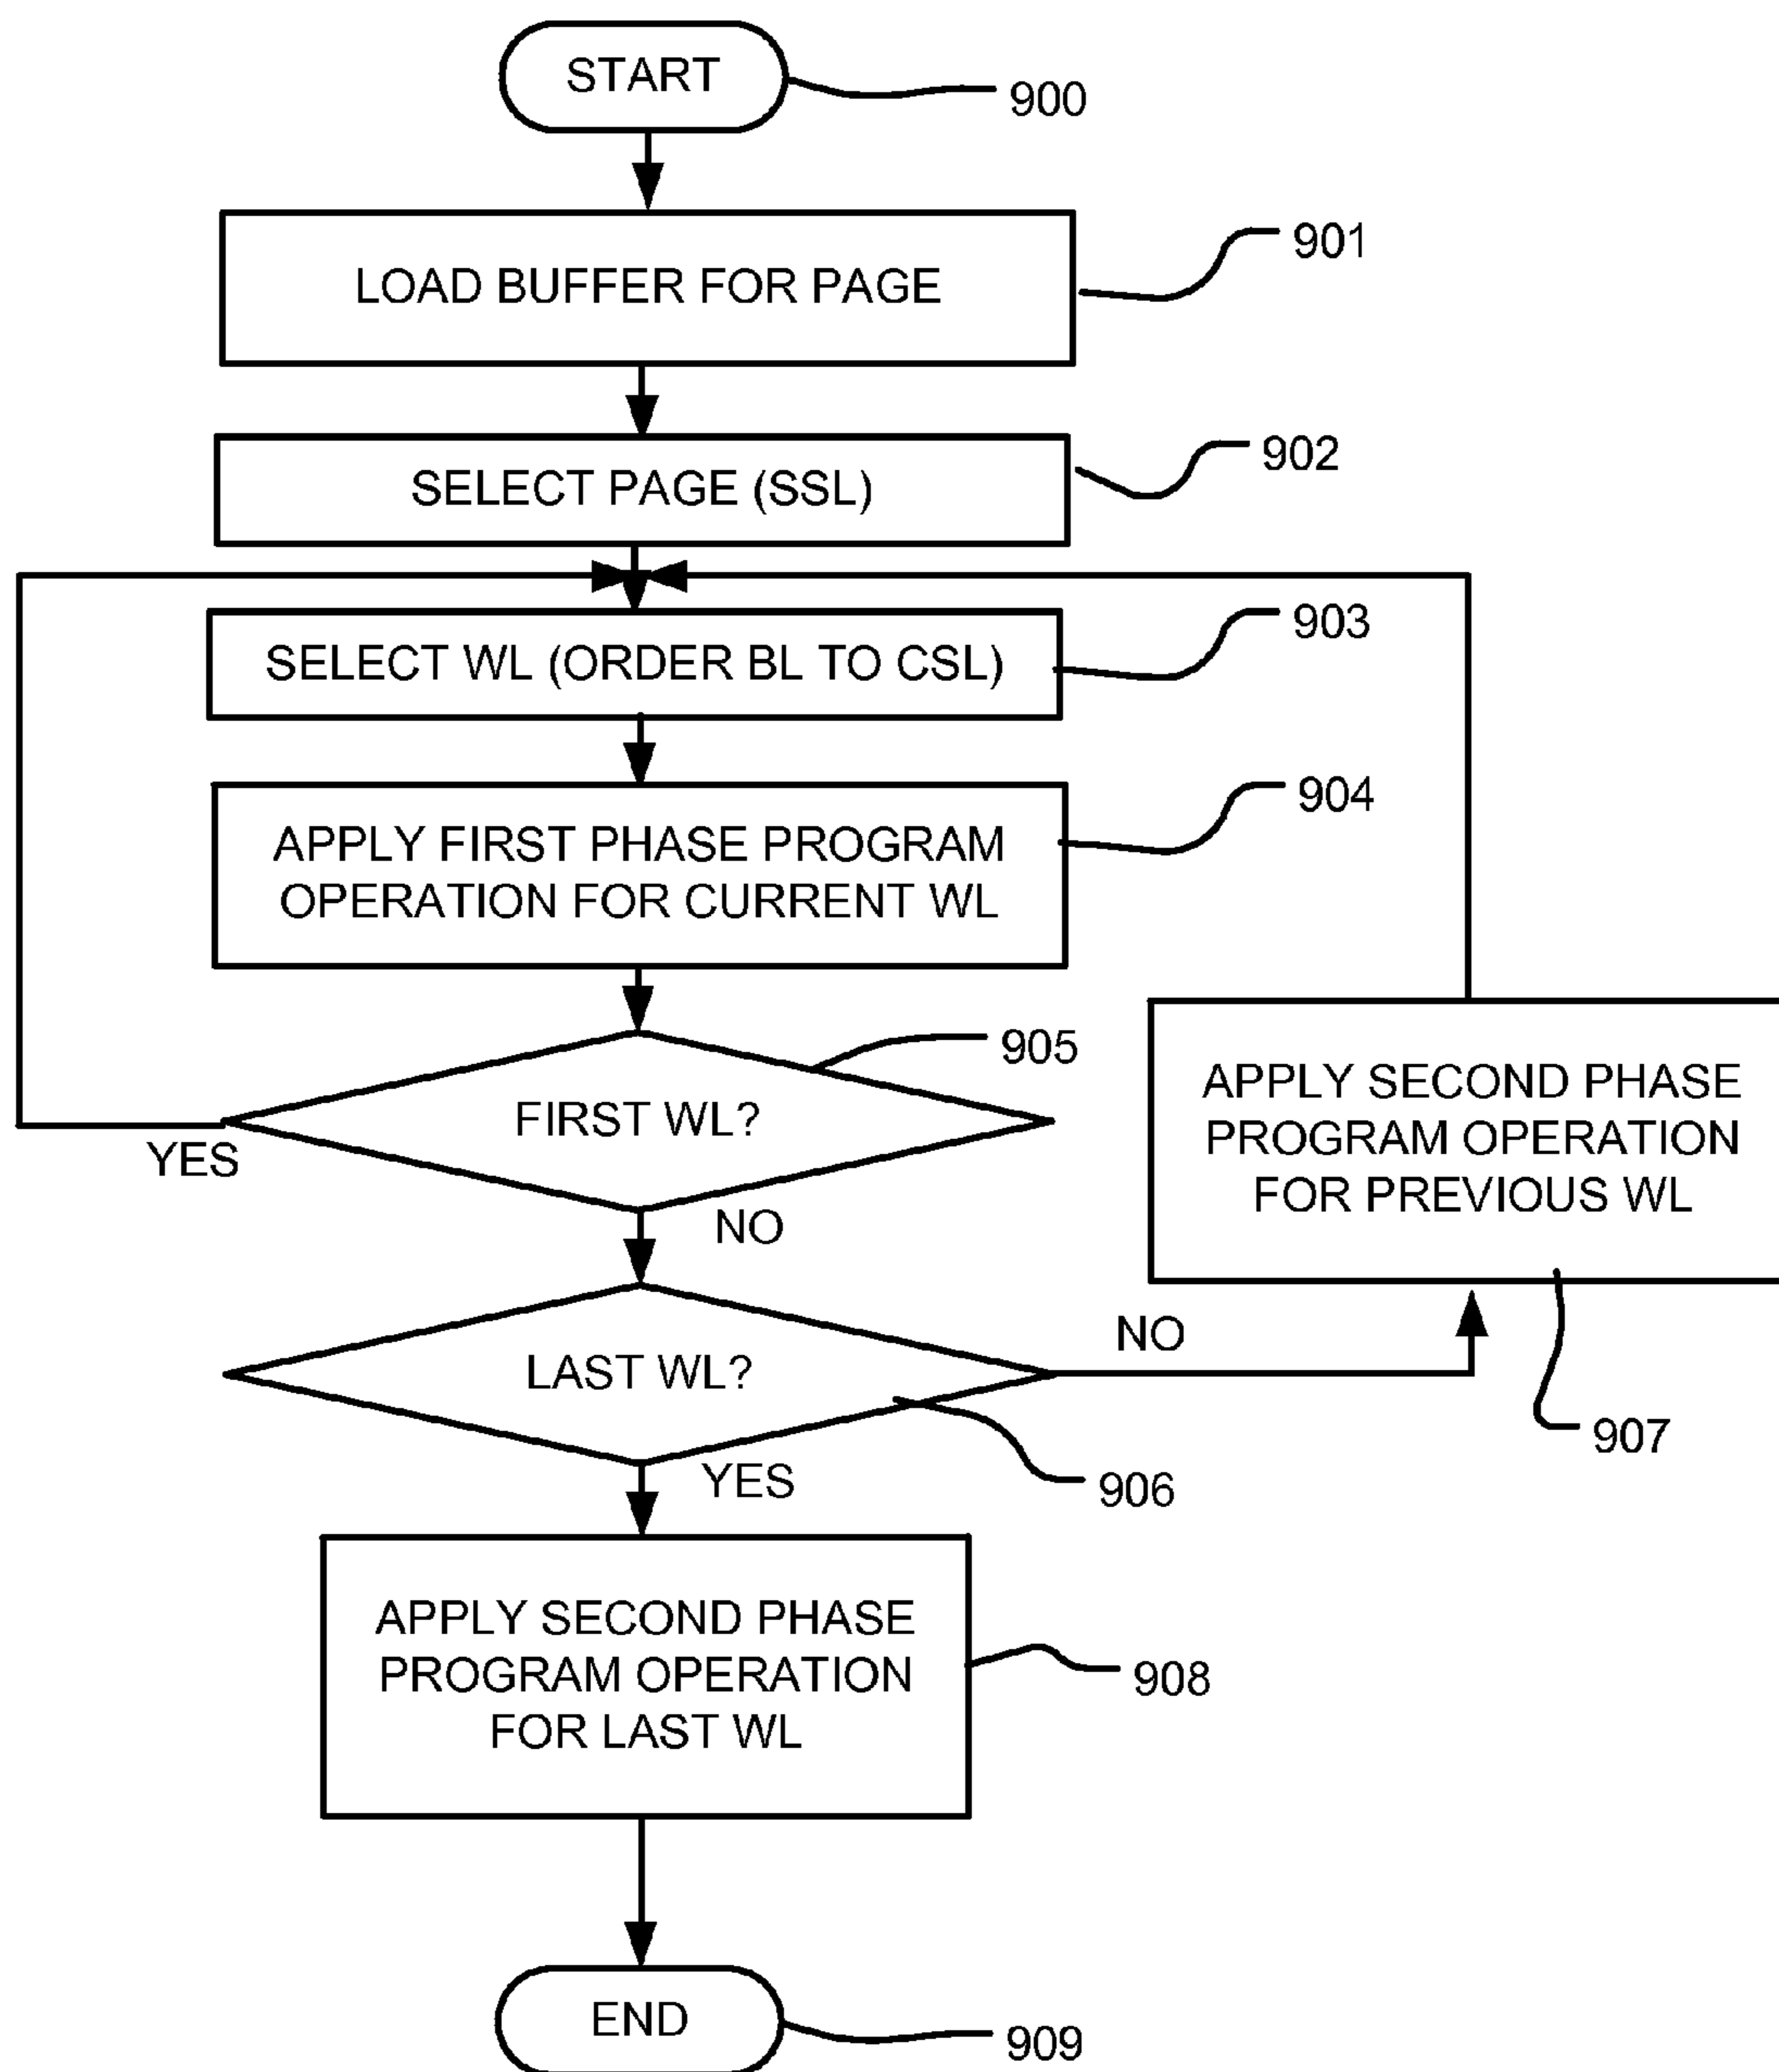 START
900
LOAD BUFFER FOR PAGE
901
SELECT PAGE (SSL)
902
SELECT WL (ORDER BL TO CSL)
903
APPLY FIRST PHASE PROGRAM
OPERATION FOR CURRENT WL
904
FIRST WL?
905
YES
NO
APPLY SECOND PHASE
PROGRAM OPERATION
FOR PREVIOUS WL
907
LAST WL?
906
NO
YES
APPLY SECOND PHASE
PROGRAM OPERATION
FOR LAST WL
908
END
909